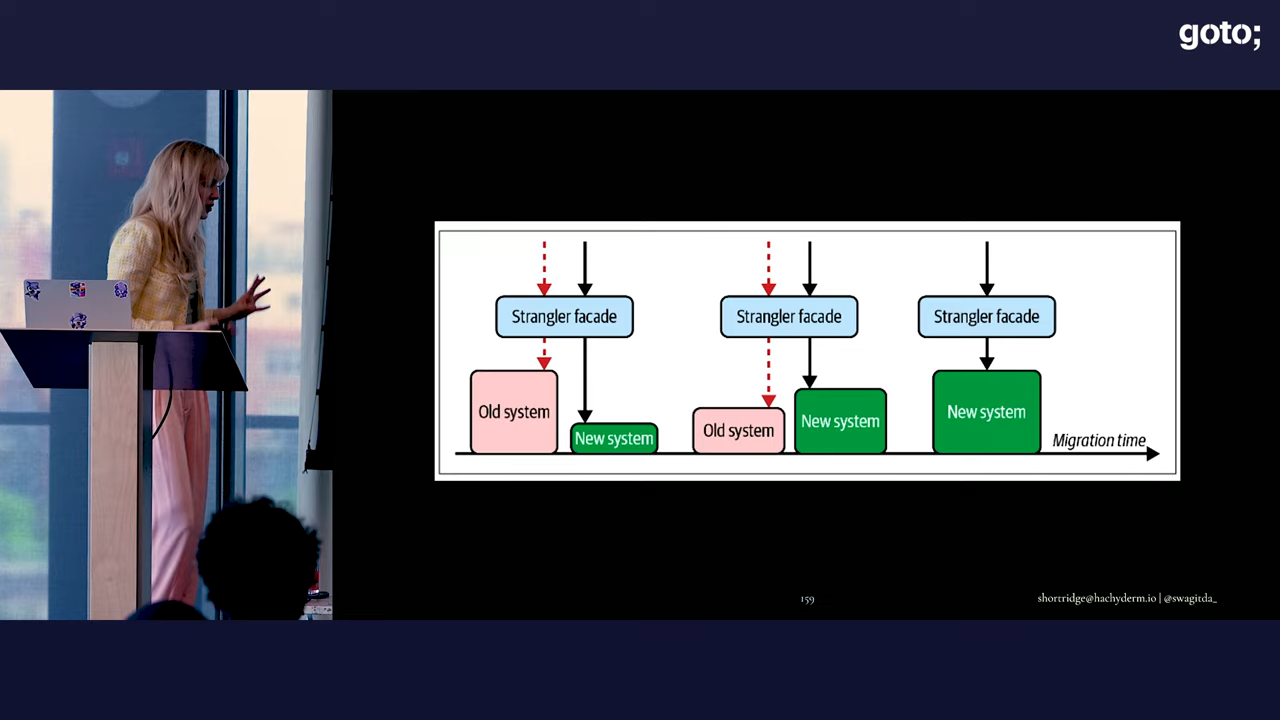 goto;
Strangler facade
Strangler facade
Strangler facade
Old system
New system
Old system
New system
New system
Migration time
159
shortridge@hachyderm.io | @swagitda_